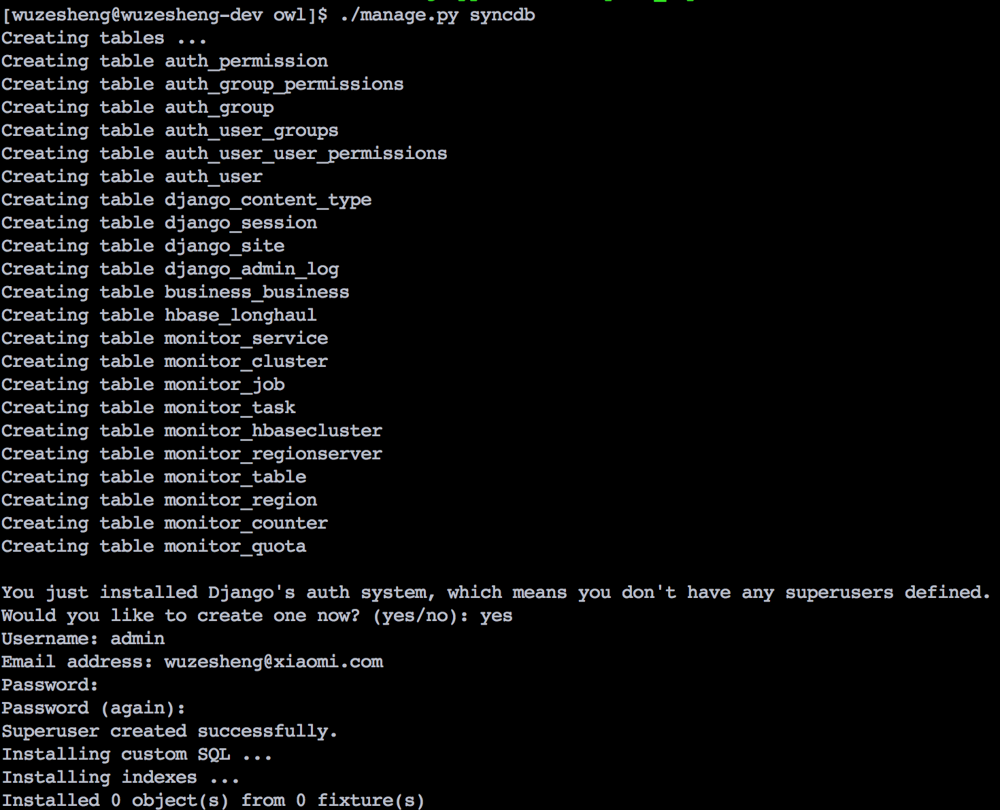 [wuzesheng@wuzesheng-dev owl]$ ./manage.py syncdb
Creating tables ...
Creating table auth_permission
Creating table auth_group_permissions
Creating table auth_group
Creating table auth_user_groups
Creating table auth_user_user_permissions
Creating table auth_user
Creating table django_content_type
Creating table django_session
Creating table django_site
Creating table django_admin_log
Creating table business_business
Creating table hbase_longhaul
Creating table monitor_service
Creating table monitor_cluster
Creating table monitor_job
Creating table monitor_task
Creating table monitor_hbasecluster
Creating table monitor_regionserver
Creating table monitor_table
Creating table monitor_region
Creating table monitor_counter
Creating table monitor_quota
You just installed Django's auth system, which means you don't have any superusers defined.
Would you like to create one now? (yes/no): yes
Username: admin
Email address: wuzesheng@xiaomi.com
Password:
Password (again):
Superuser created successfully.
Installing custom SQL ...
Installing indexes ...
Installed 0 object(s) from 0 fixture(s)